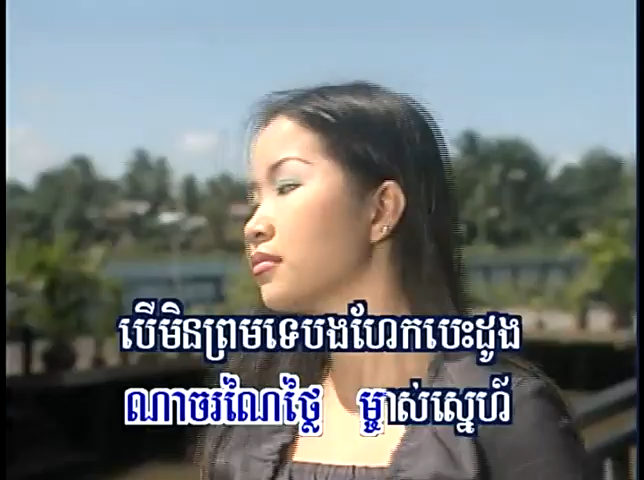 បើមិនព្រមទេបងហែកបេះដូង
ណាចរណៃថ្លៃ ម្ចាស់ស្នេហ៍